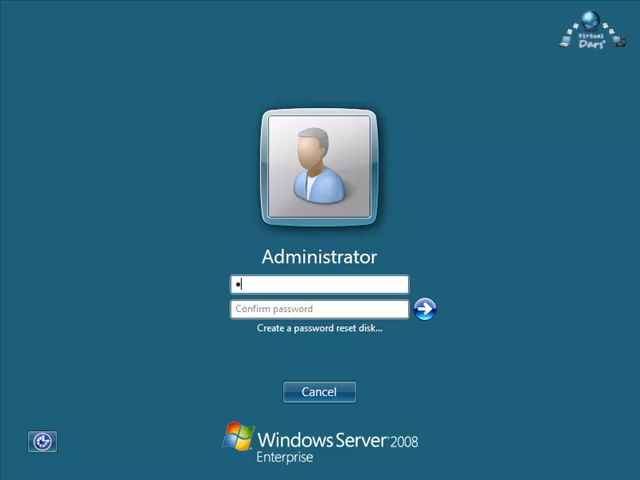 Virtual
Dars
Administrator
Confirm password
Create a password reset disk...
Cancel
Windows Server 2008
Enterprise